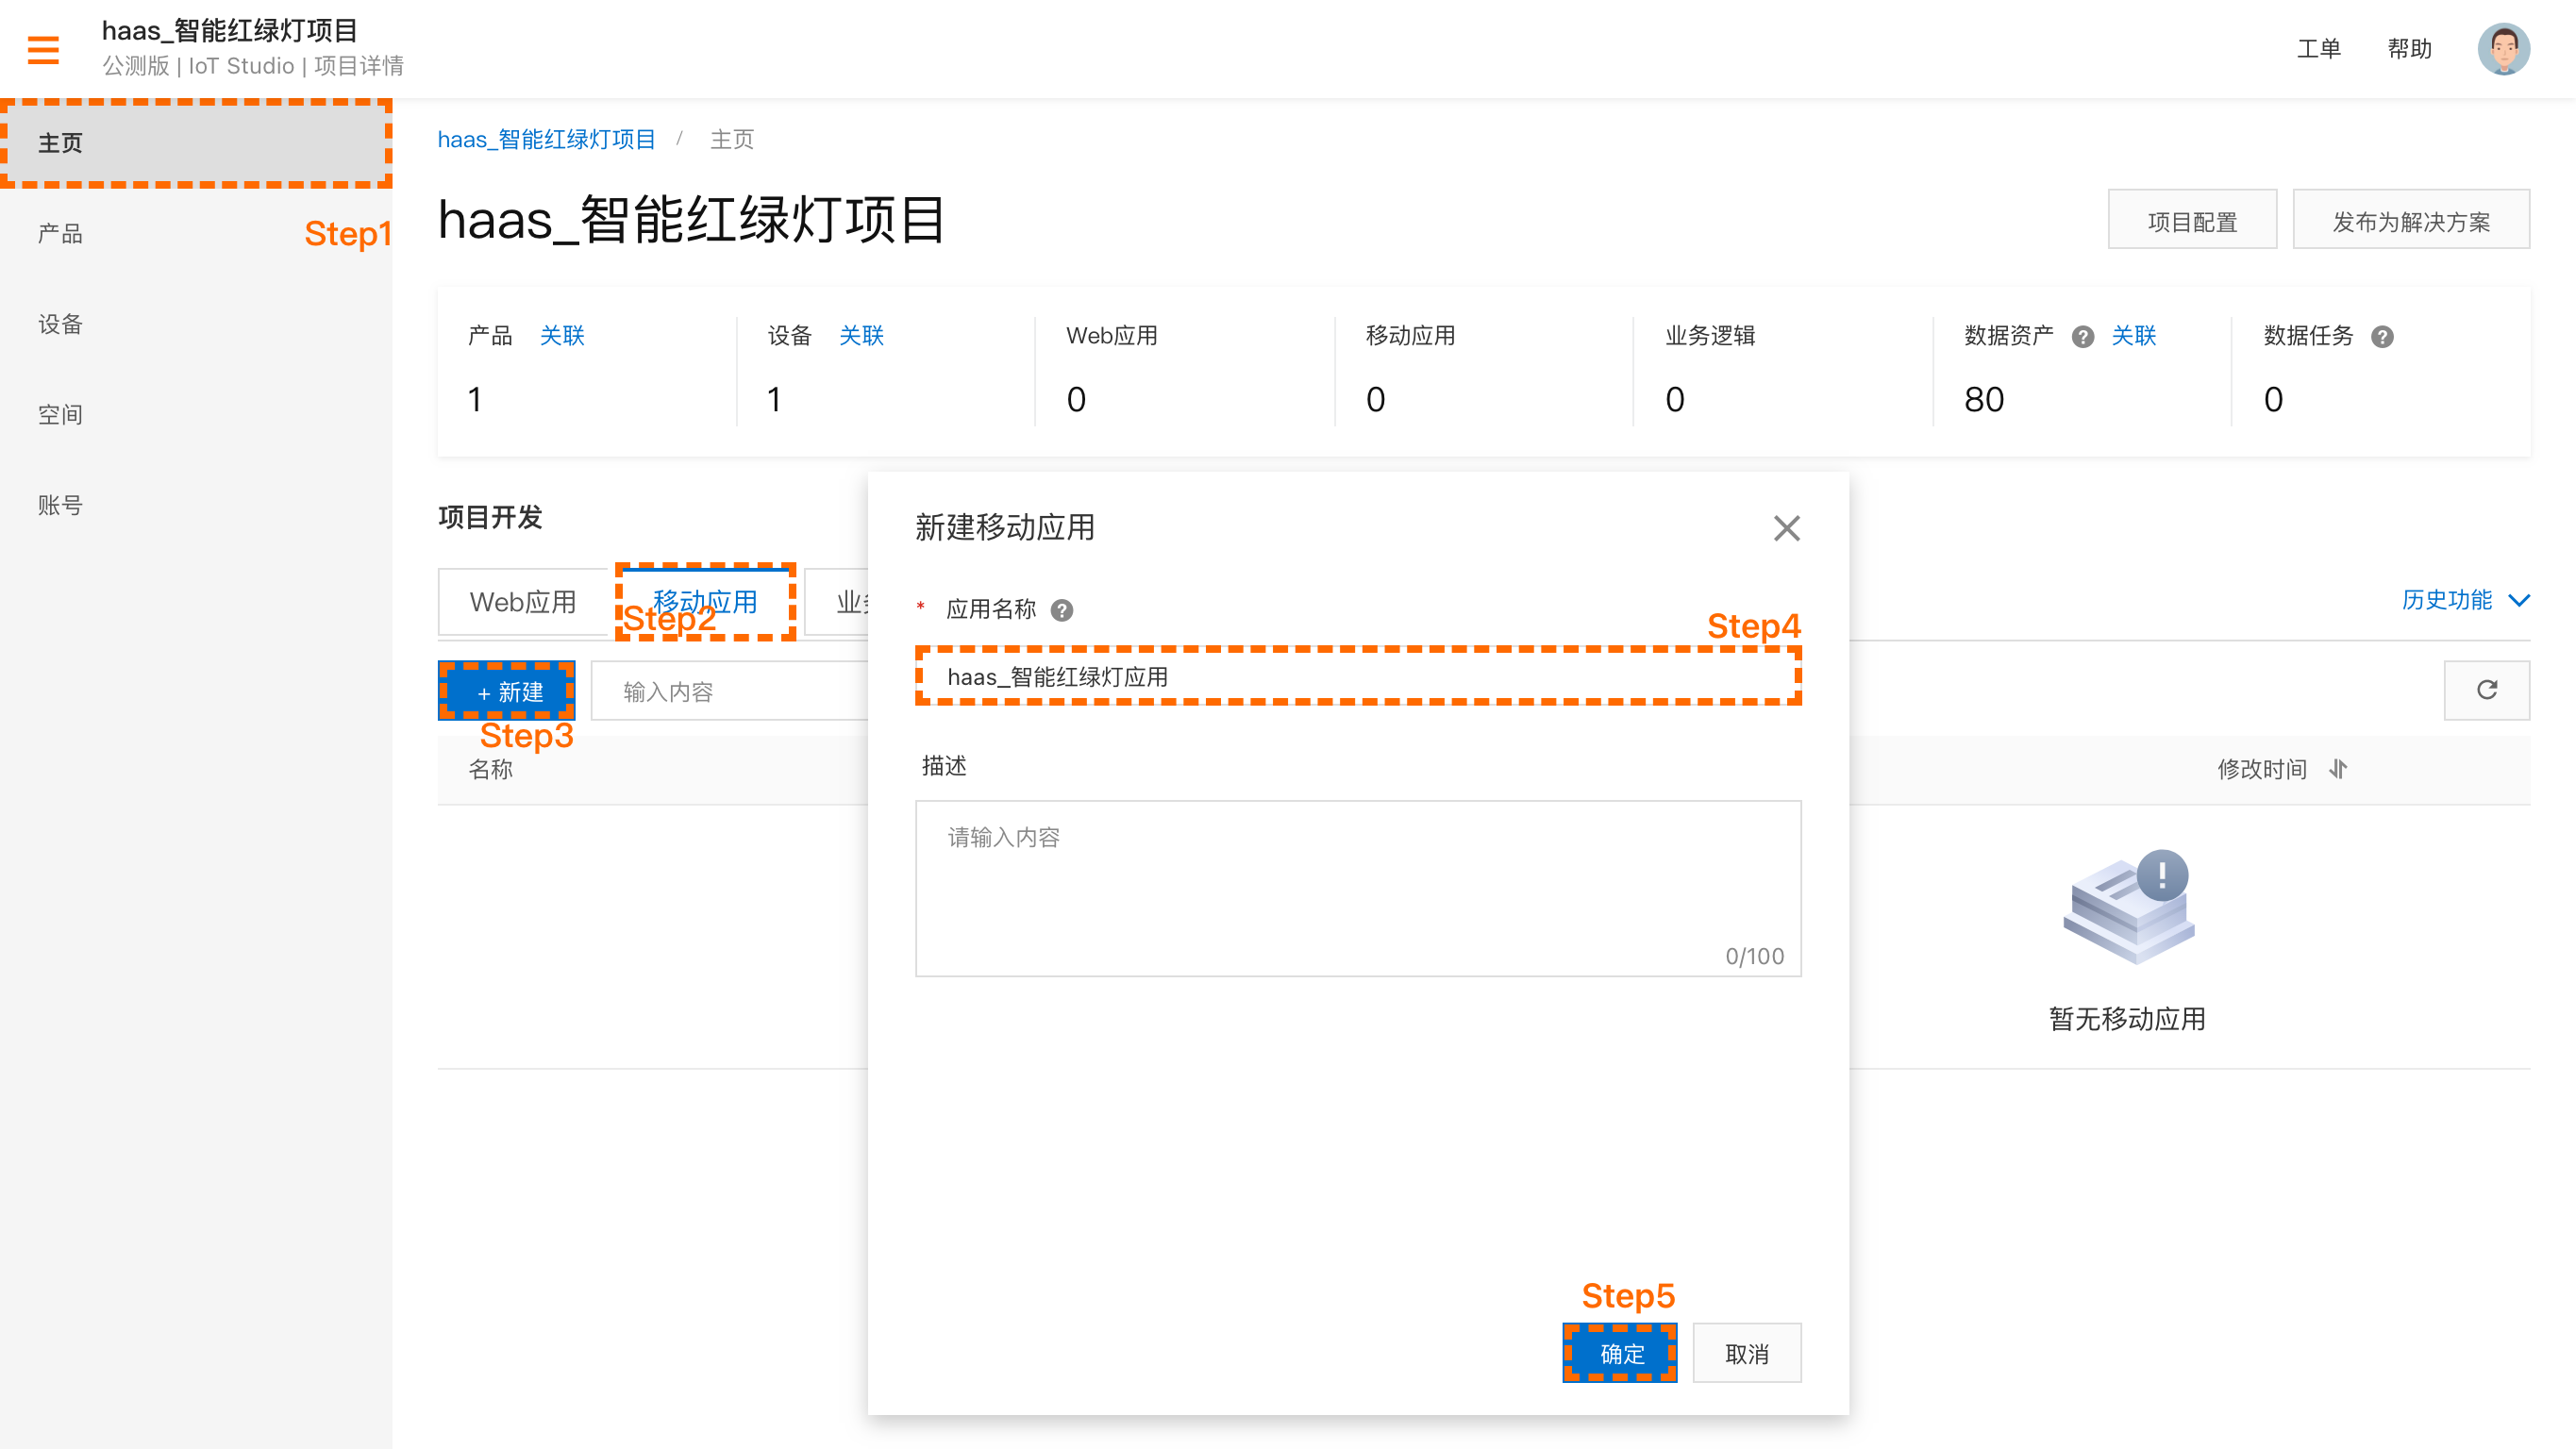 haas_智能红绿灯项目
公测版 | IoT Studio | 项目详情
工单 帮助
主页
产品
Step1
设备
空间
账号
haas_智能红绿灯项目 / 主页
haas_智能红绿灯项目
项目配置 发布为解决方案
产品 关联 设备 关联 Web应用 移动应用 业务逻辑 数据资产 ? 关联 数据任务 ?
1 1 0 0 0 80 0
项目开发
Web应用 移动应用 业
Step2
历史功能
+ 新建 输入内容
Step3
名称
修改时间
暂无移动应用
新建移动应用
* 应用名称 ?
Step4
haas_智能红绿灯应用
描述
请输入内容
0/100
Step5
确定 取消